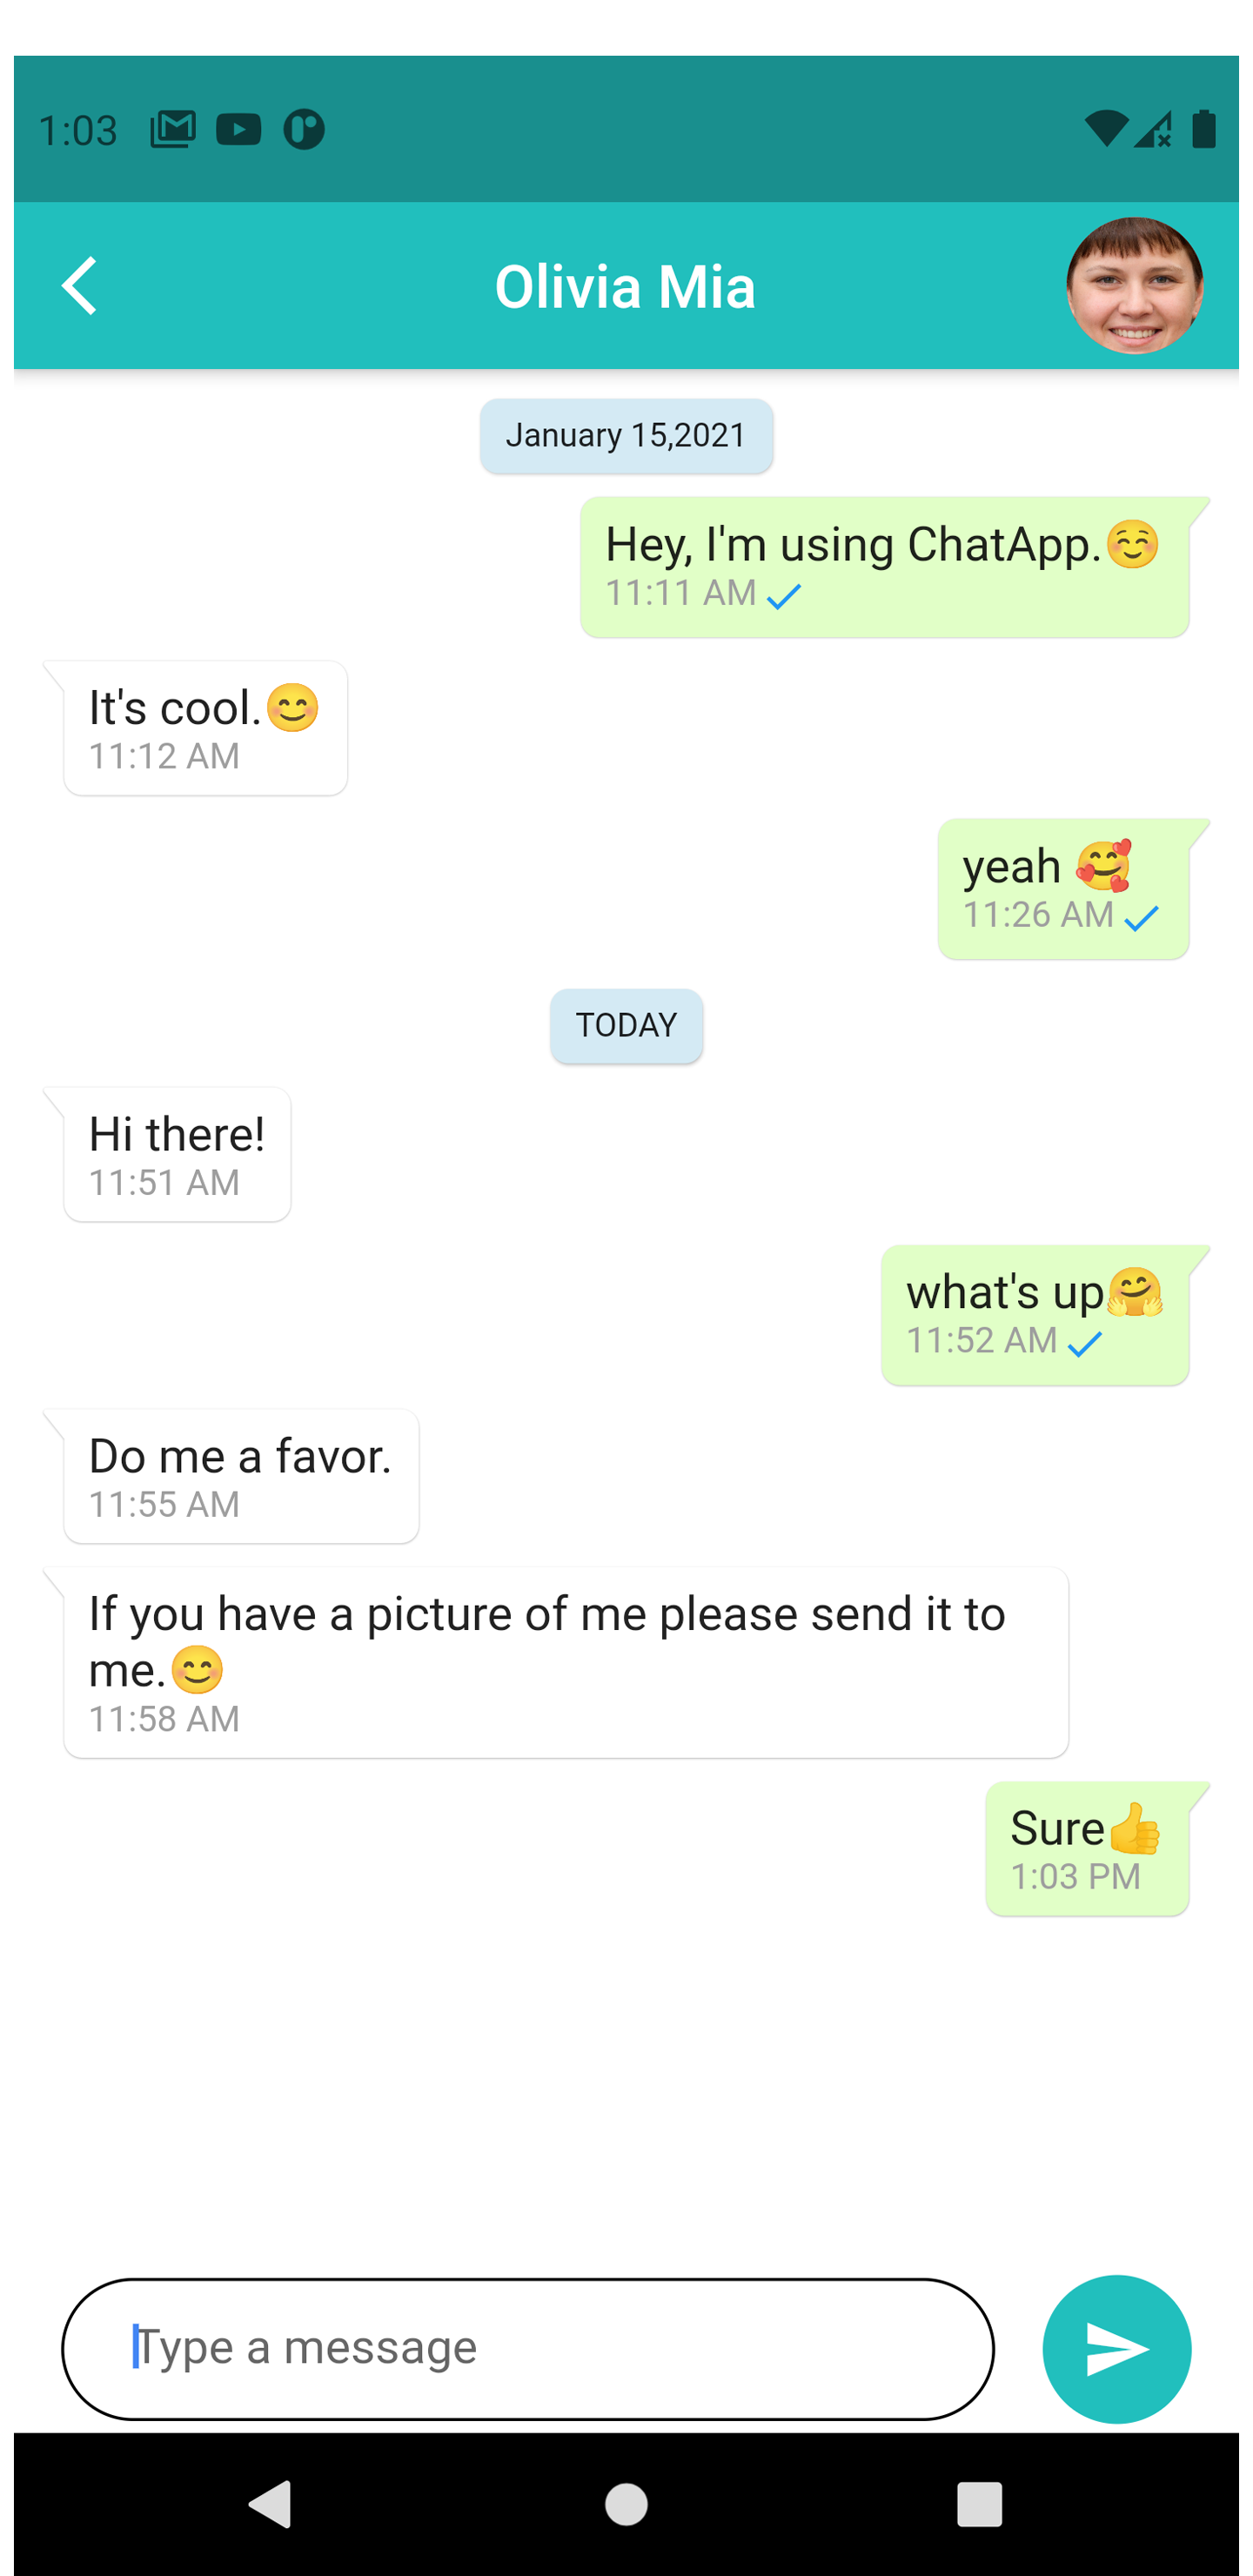 1:03
Olivia Mia
January 15,2021
Hey, I'm using ChatApp.☺️
11:11 AM
It's cool.😊
11:12 AM
yeah 🥰
11:26 AM
TODAY
Hi there!
11:51 AM
what's up🤗
11:52 AM
Do me a favor.
11:55 AM
If you have a picture of me please send it to
me.😊
11:58 AM
Sure👍
1:03 PM
Type a message